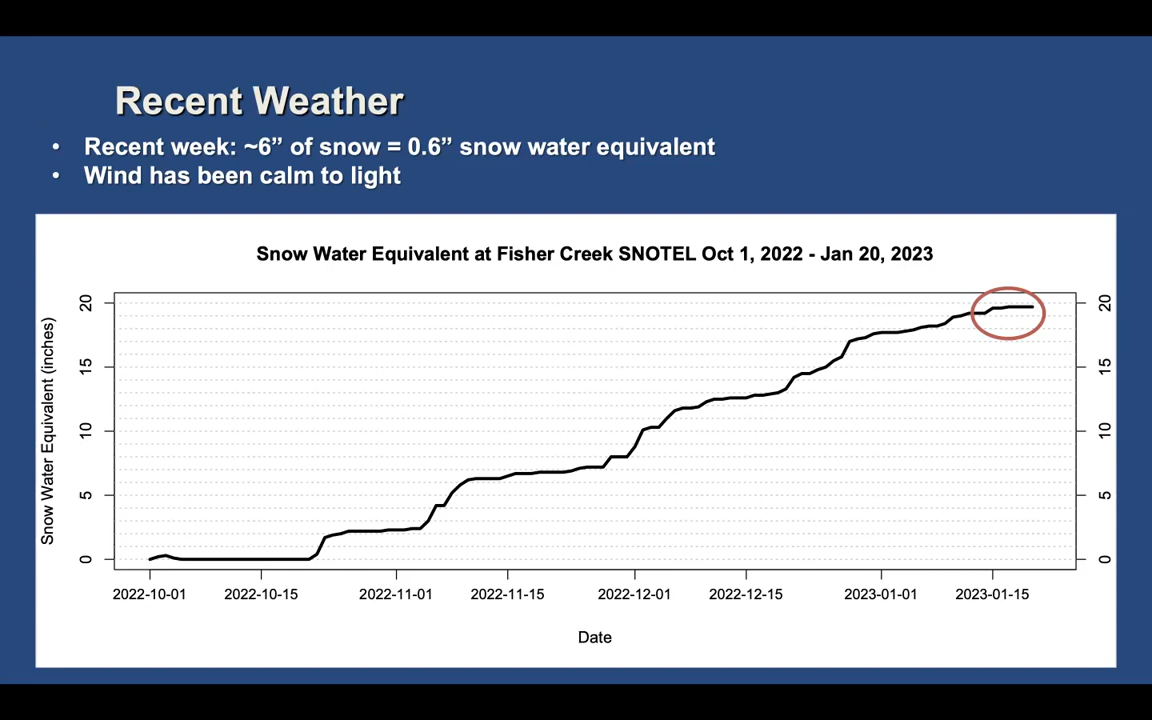 Recent Weather
• Recent week: ~6” of snow = 0.6” snow water equivalent
• Wind has been calm to light
Snow Water Equivalent at Fisher Creek SNOTEL Oct 1, 2022 - Jan 20, 2023
Snow Water Equivalent (inches)
20
15
10
5
0
20
15
10
5
0
2022-10-01 2022-10-15 2022-11-01 2022-11-15 2022-12-01 2022-12-15 2023-01-01 2023-01-15
Date